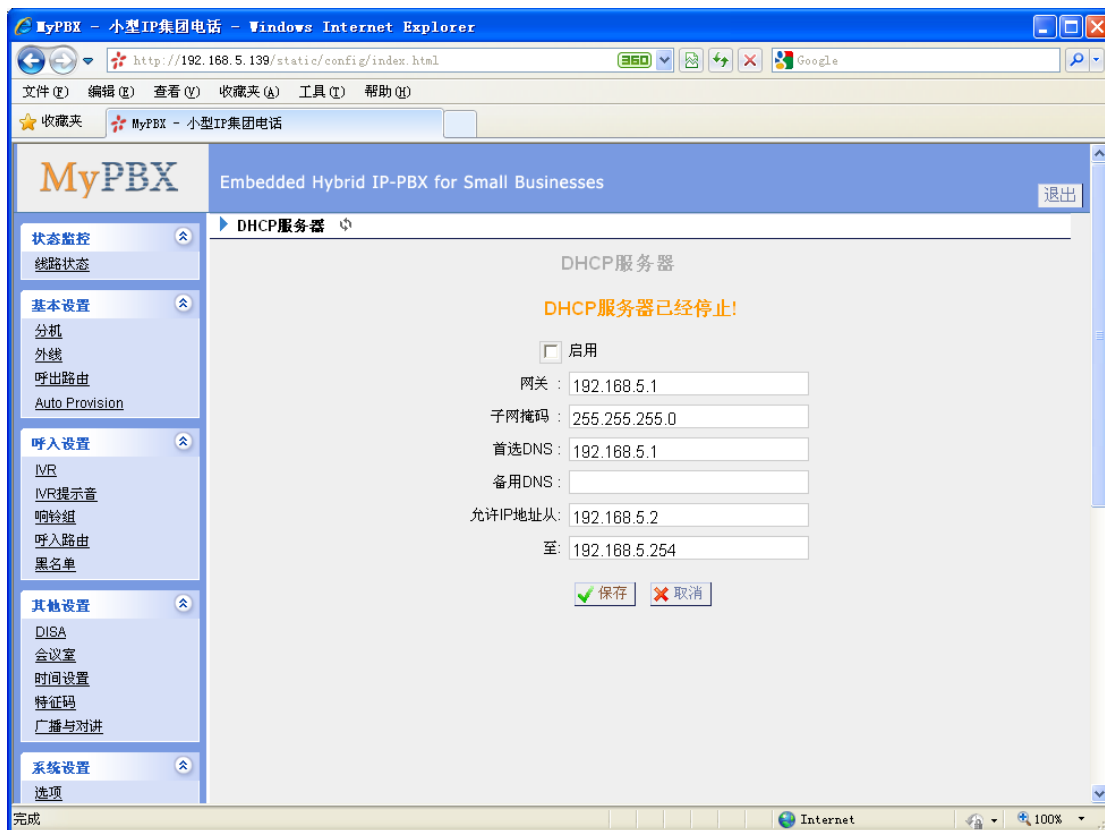 MyPBX - 小型IP集团电话 - Windows Internet Explorer
http://192.168.5.139/static/config/index.html
360
Google
文件(F) 编辑(E) 查看(V) 收藏夹(A) 工具(T) 帮助(H)
收藏夹
MyPBX - 小型IP集团电话
MyPBX
Embedded Hybrid IP-PBX for Small Businesses
退出
状态监控
线路状态
基本设置
分机
外线
呼出路由
Auto Provision
呼入设置
IVR
IVR提示音
响铃组
呼入路由
黑名单
其他设置
DISA
会议室
时间设置
特征码
广播与对讲
系统设置
选项
DHCP服务器
DHCP服务器
DHCP服务器已经停止!
启用
网关 : 192.168.5.1
子网掩码 : 255.255.255.0
首选DNS : 192.168.5.1
备用DNS :
允许IP地址从: 192.168.5.2
至: 192.168.5.254
保存 取消
完成
Internet
100%